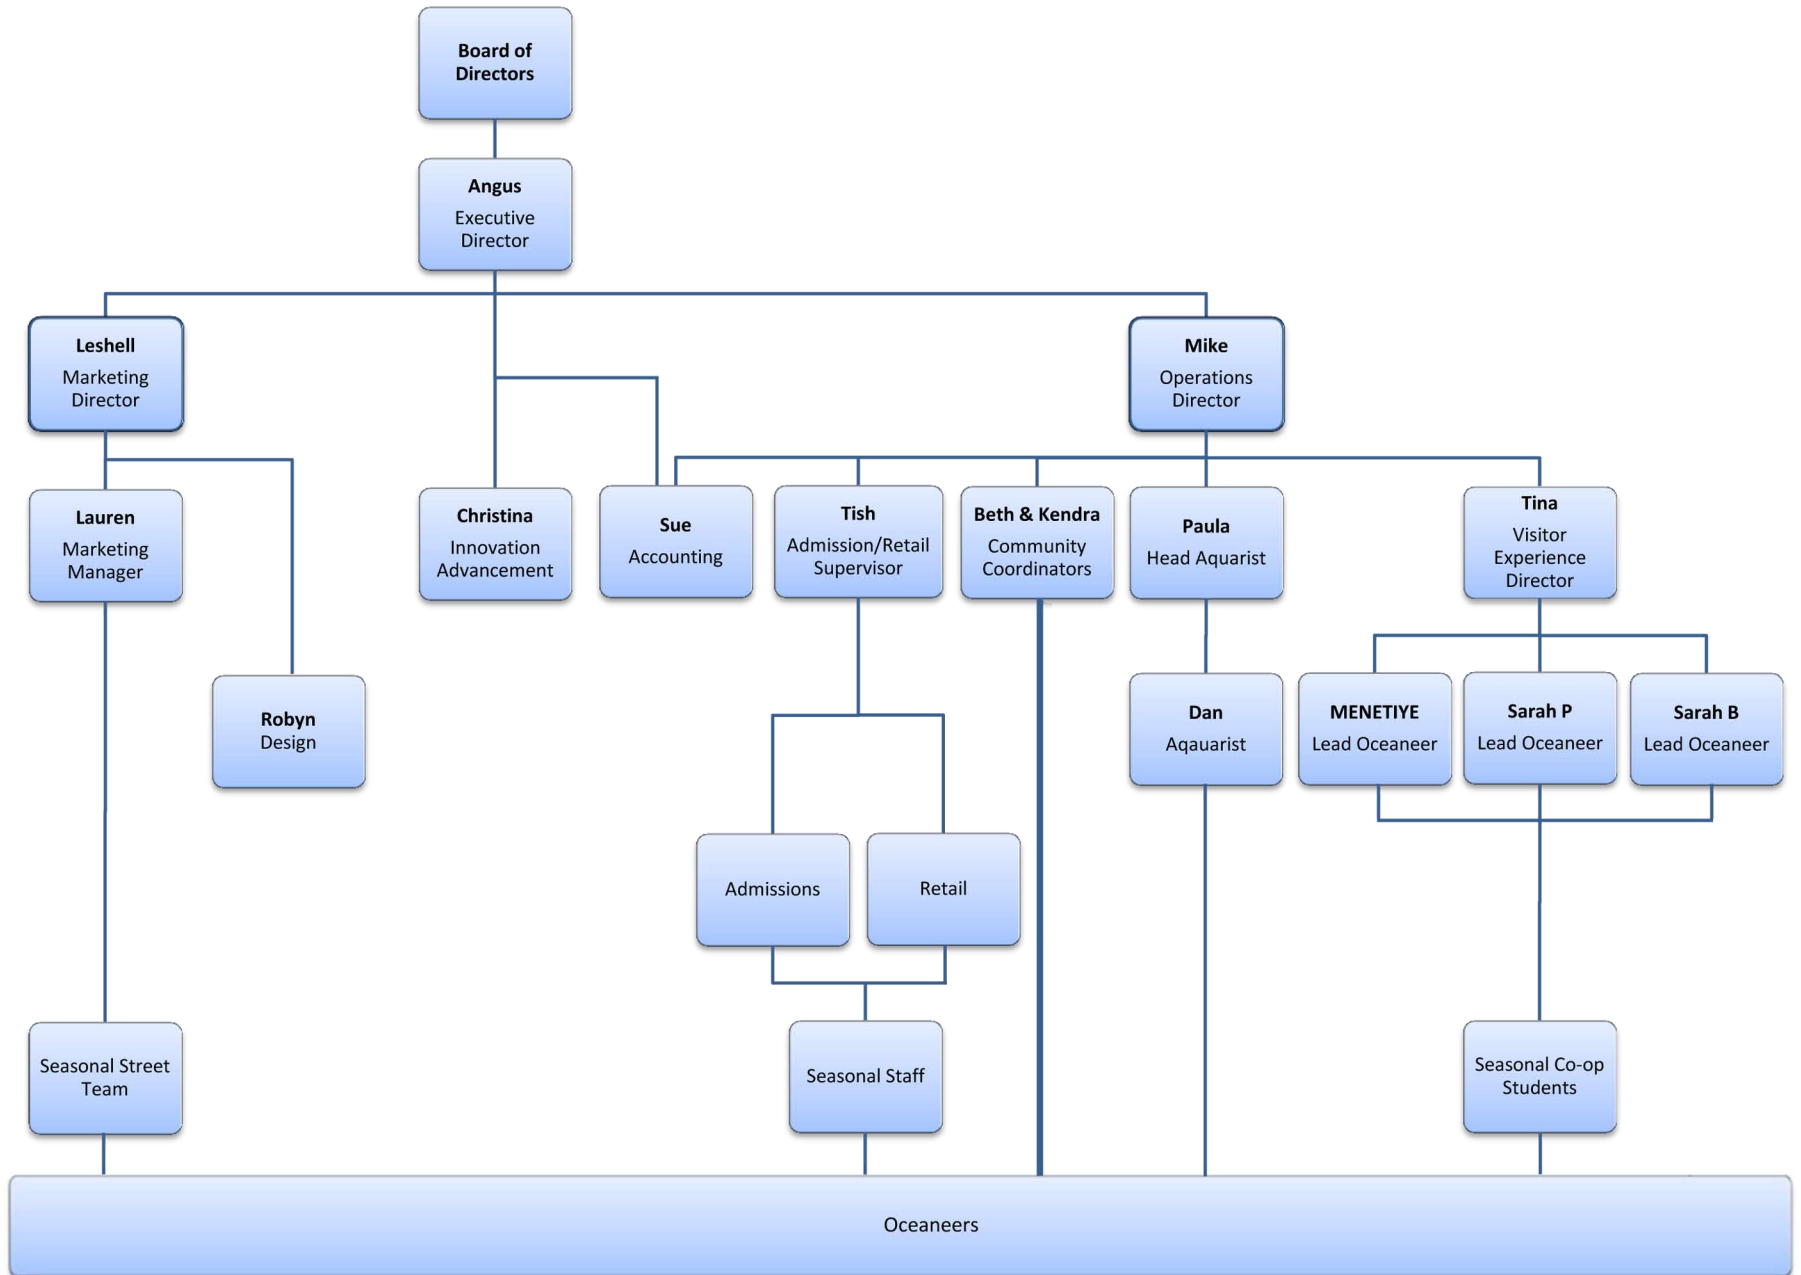 Board of
Directors
Angus
Executive
Director
Leshell
Marketing
Director
Mike
Operations
Director
Lauren
Marketing
Manager
Christina
Innovation
Advancement
Sue
Accounting
Tish
Admission/Retail
Supervisor
Beth & Kendra
Community
Coordinators
Paula
Head Aquarist
Tina
Visitor
Experience
Director
Robyn
Design
Dan
Aqauarist
MENETIYE
Lead Oceaneer
Sarah P
Lead Oceaneer
Sarah B
Lead Oceaneer
Admissions
Retail
Seasonal Street
Team
Seasonal Staff
Seasonal Co-op
Students
Oceaneers